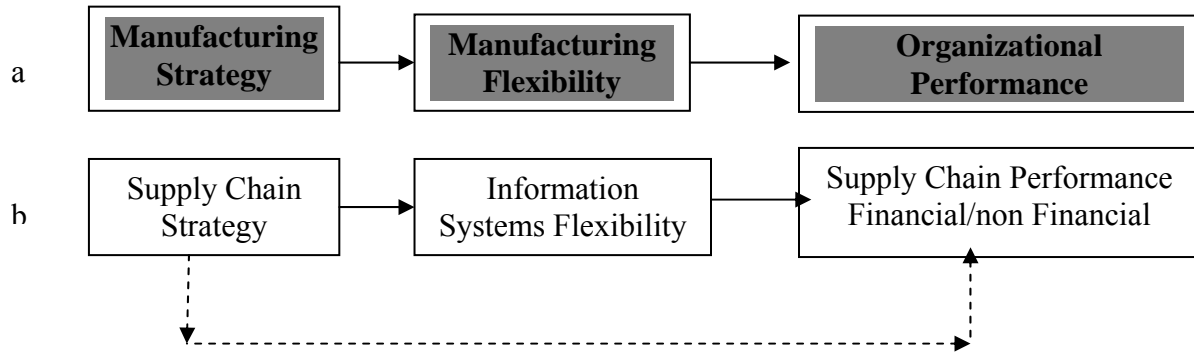 a
Manufacturing
Strategy
Manufacturing
Flexibility
Organizational
Performance
b
Supply Chain
Strategy
Information
Systems Flexibility
Supply Chain Performance
Financial/non Financial